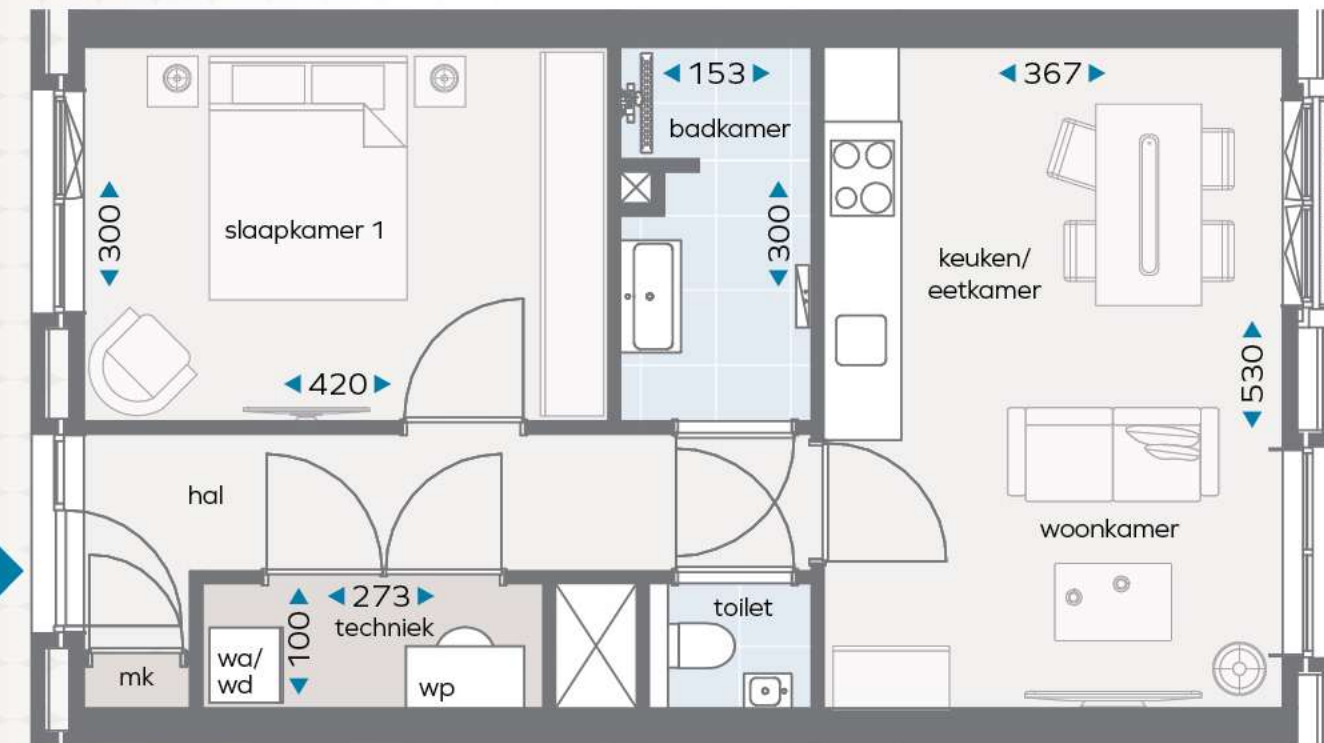 153
badkamer
367
300
slaapkamer 1
300
keuken/
eetkamer
420
530
hal
woonkamer
273
techniek
100
toilet
wa/
wd
mk
wp